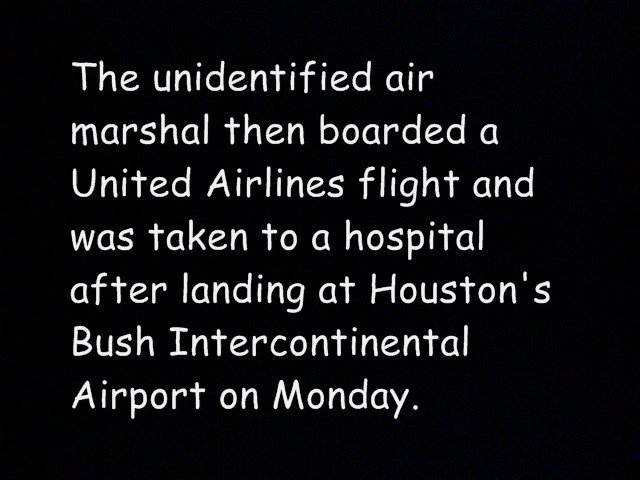 The unidentified air
marshal then boarded a
United Airlines flight and
was taken to a hospital
after landing at Houston's
Bush Intercontinental
Airport on Monday.